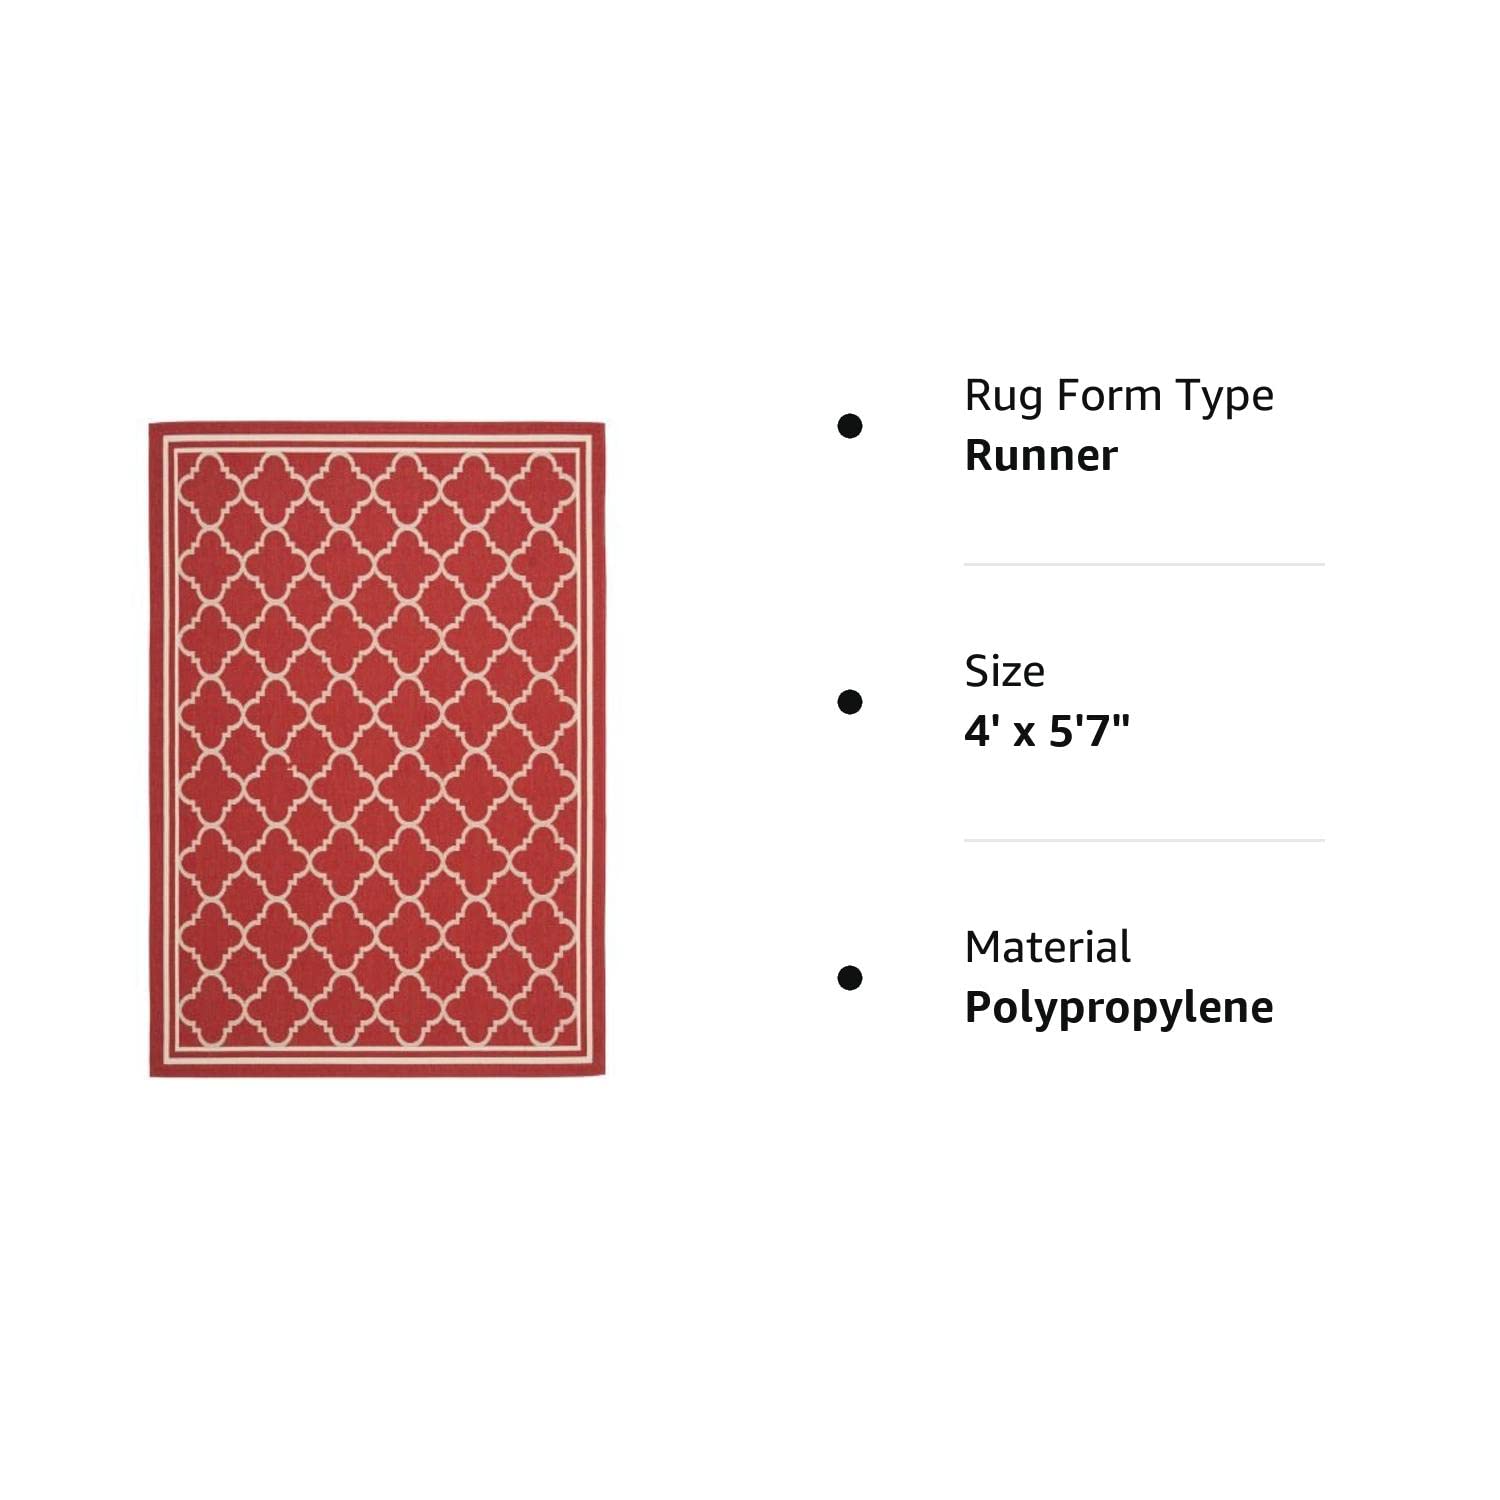 Rug Form Type
Runner
Size
4' x 5'7"
Material
Polypropylene